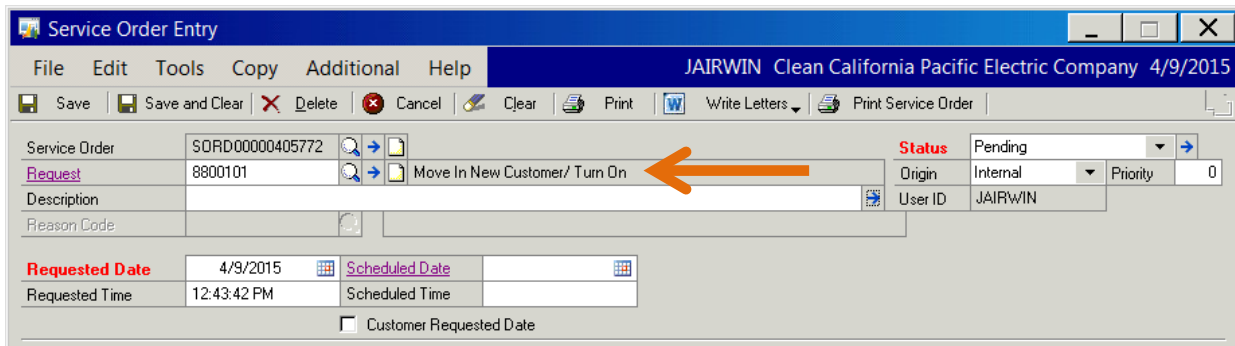 Service Order Entry
File Edit Tools Copy Additional Help JAIRWIN Clean California Pacific Electric Company 4/9/2015
Save Save and Clear Delete Cancel Clear Print Write Letters Print Service Order
Service Order SORD00000405772 Status Pending
Request 8800101 Move In New Customer/ Turn On Origin Internal Priority 0
Description User ID JAIRWIN
Reason Code
Requested Date 4/9/2015 Scheduled Date
Requested Time 12:43:42 PM Scheduled Time
Customer Requested Date